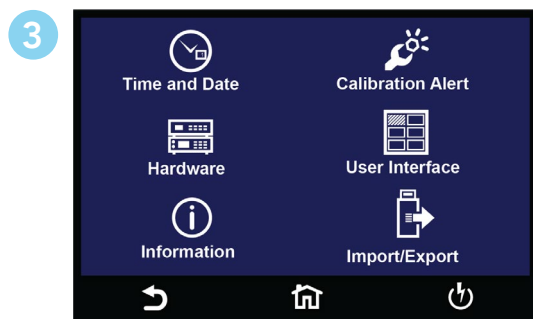 3
Time and Date
Calibration Alert
Hardware
User Interface
Information
Import/Export